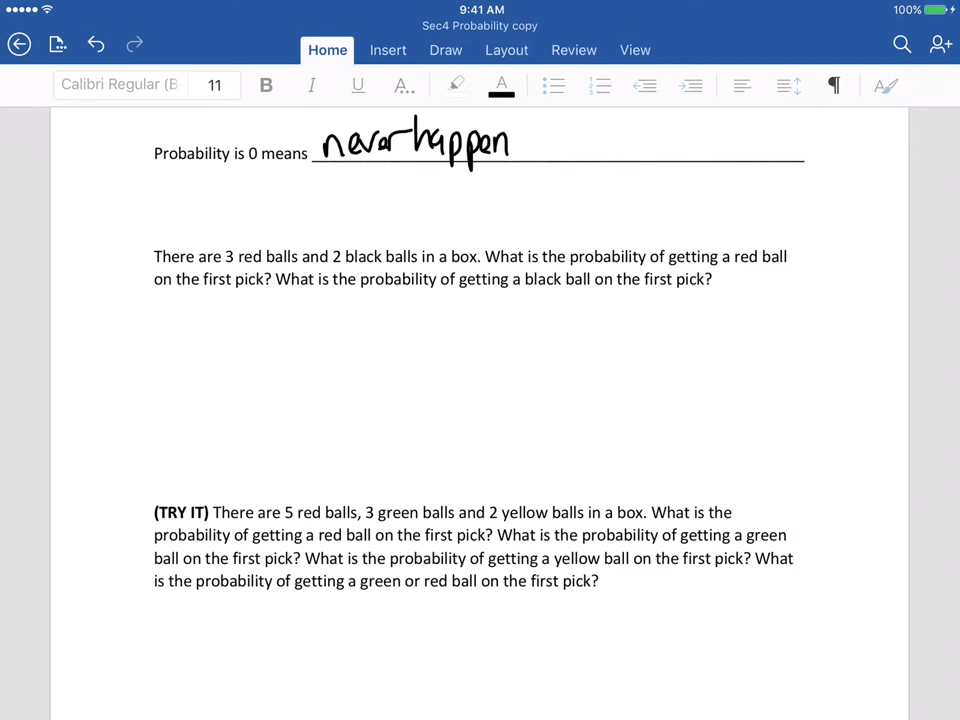 9:41 AM
100%
Sec4 Probability copy
Home Insert Draw Layout Review View
Calibri Regular (B 11 B I U A.. A
Probability is 0 means never happen
There are 3 red balls and 2 black balls in a box. What is the probability of getting a red ball
on the first pick? What is the probability of getting a black ball on the first pick?
(TRY IT) There are 5 red balls, 3 green balls and 2 yellow balls in a box. What is the
probability of getting a red ball on the first pick? What is the probability of getting a green
ball on the first pick? What is the probability of getting a yellow ball on the first pick? What
is the probability of getting a green or red ball on the first pick?